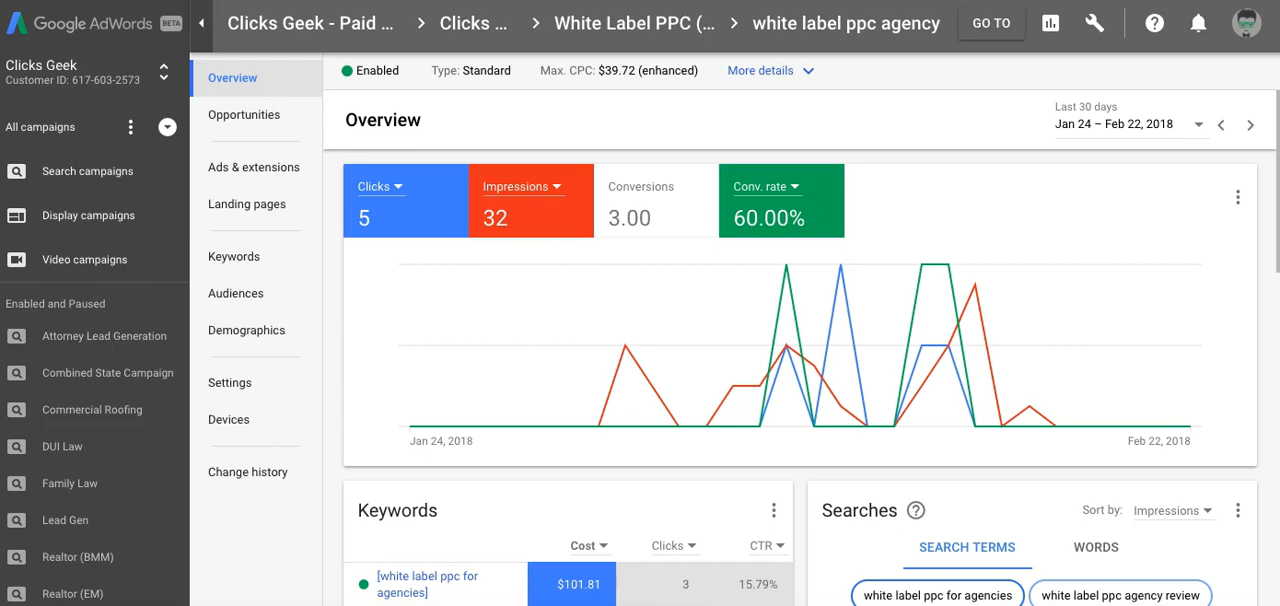 Google AdWords BETA
Clicks Geek - Paid ... > Clicks ... > White Label PPC (... > white label ppc agency
GO TO
Clicks Geek
Customer ID: 617-603-2573
All campaigns
Search campaigns
Display campaigns
Video campaigns
Enabled and Paused
Attorney Lead Generation
Combined State Campaign
Commercial Roofing
DUI Law
Family Law
Lead Gen
Realtor (BMM)
Realtor (EM)
Overview
Opportunities
Ads & extensions
Landing pages
Keywords
Audiences
Demographics
Settings
Devices
Change history
Enabled Type: Standard Max. CPC: $39.72 (enhanced) More details
Overview
Last 30 days
Jan 24 – Feb 22, 2018
Clicks
5
Impressions
32
Conversions
3.00
Conv. rate
60.00%
Jan 24, 2018
Feb 22, 2018
Keywords
Cost Clicks CTR
[white label ppc for
agencies]
$101.81 3 15.79%
Searches ?
Sort by: Impressions
SEARCH TERMS WORDS
white label ppc for agencies
white label ppc agency review